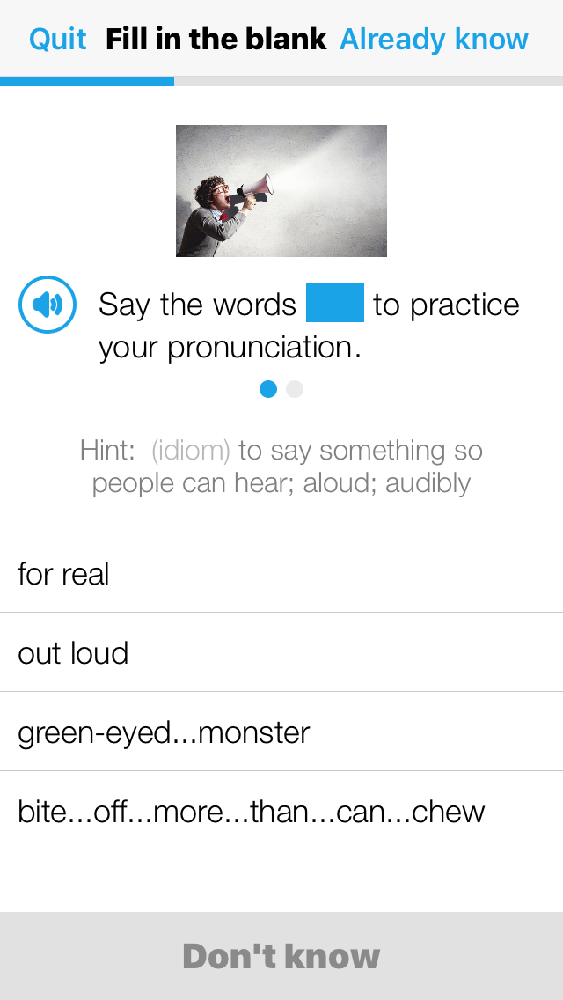 Quit Fill in the blank Already know
Say the words to practice
your pronunciation.
Hint: (idiom) to say something so
people can hear; aloud; audibly
for real
out loud
green-eyed...monster
bite...off...more...than...can...chew
Don't know